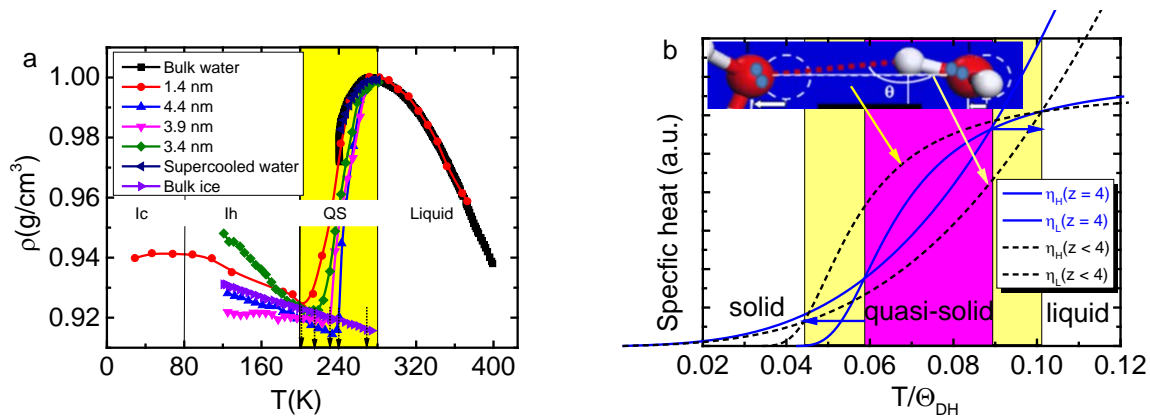 a
ρ(g/cm³)
1.00
0.98
0.96
0.94
0.92
Bulk water
1.4 nm
4.4 nm
3.9 nm
3.4 nm
Supercooled water
Bulk ice
Ic
Ih
QS
Liquid
0
80
160
240
320
400
T(K)
b
Specfic heat (a.u.)
θ
η_H(z = 4)
η_L(z = 4)
η_H(z < 4)
η_L(z < 4)
solid
quasi-solid
liquid
0.02
0.04
0.06
0.08
0.10
0.12
T/Θ_DH